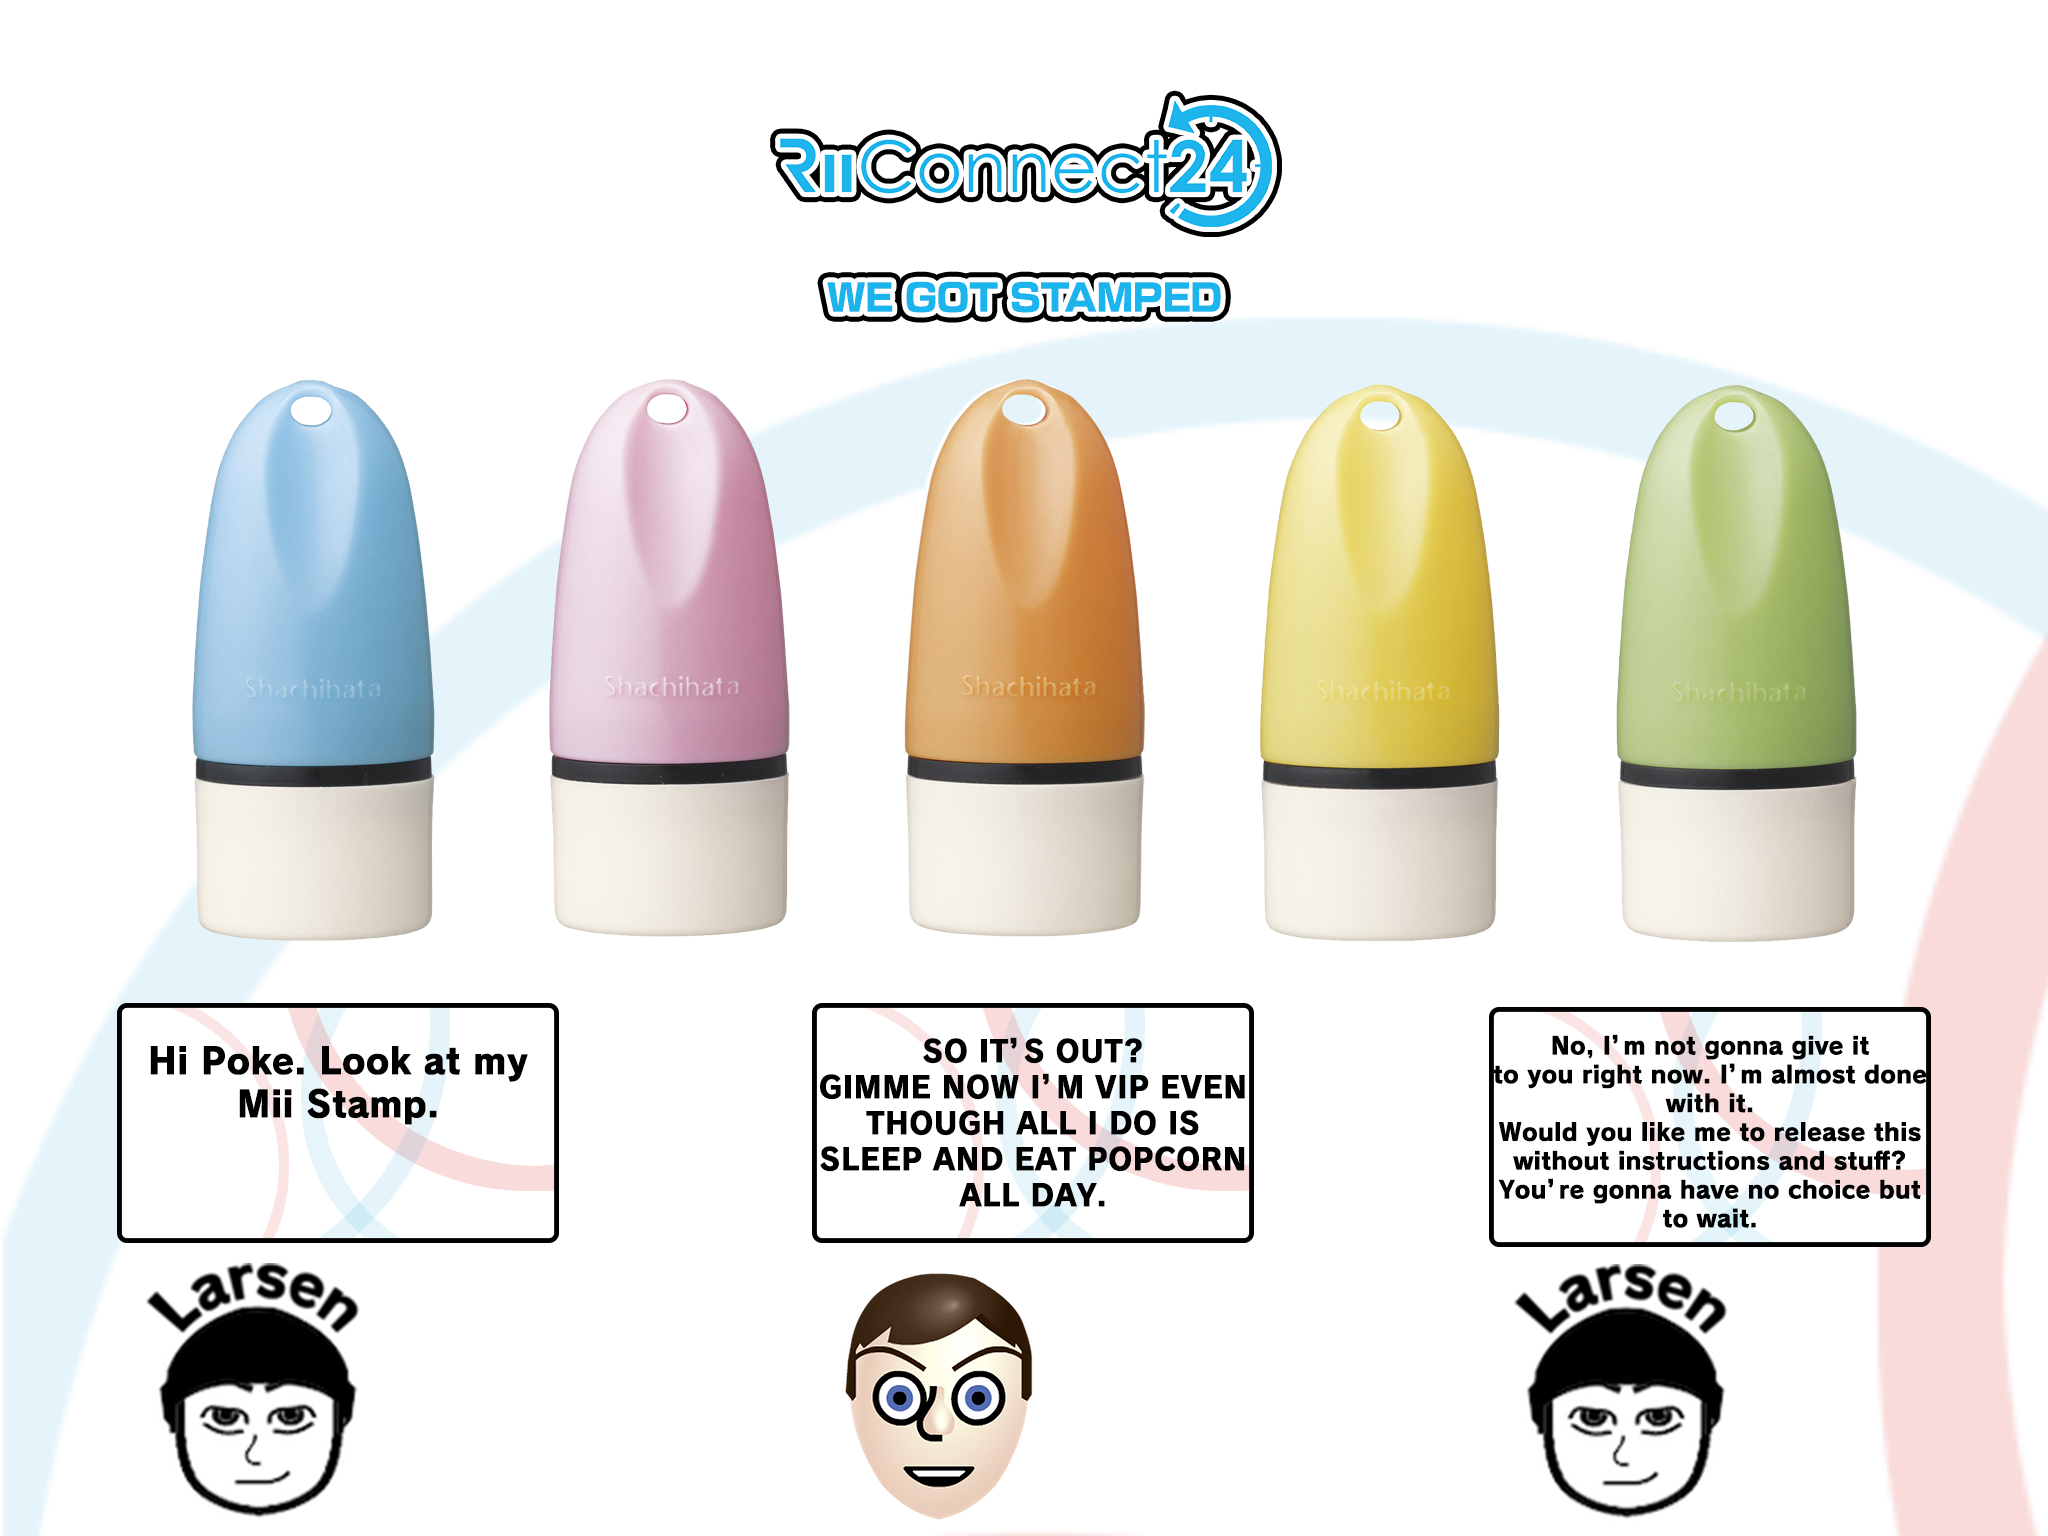 RiiConnect24
WE GOT STAMPED
Shachihata
Shachihata
Shachihata
Shachihata
Shachihata
Hi Poke. Look at my
Mii Stamp.
SO IT'S OUT?
GIMME NOW I'M VIP EVEN
THOUGH ALL I DO IS
SLEEP AND EAT POPCORN
ALL DAY.
No, I'm not gonna give it
to you right now. I'm almost done
with it.
Would you like me to release this
without instructions and stuff?
You're gonna have no choice but
to wait.
Larsen
Larsen